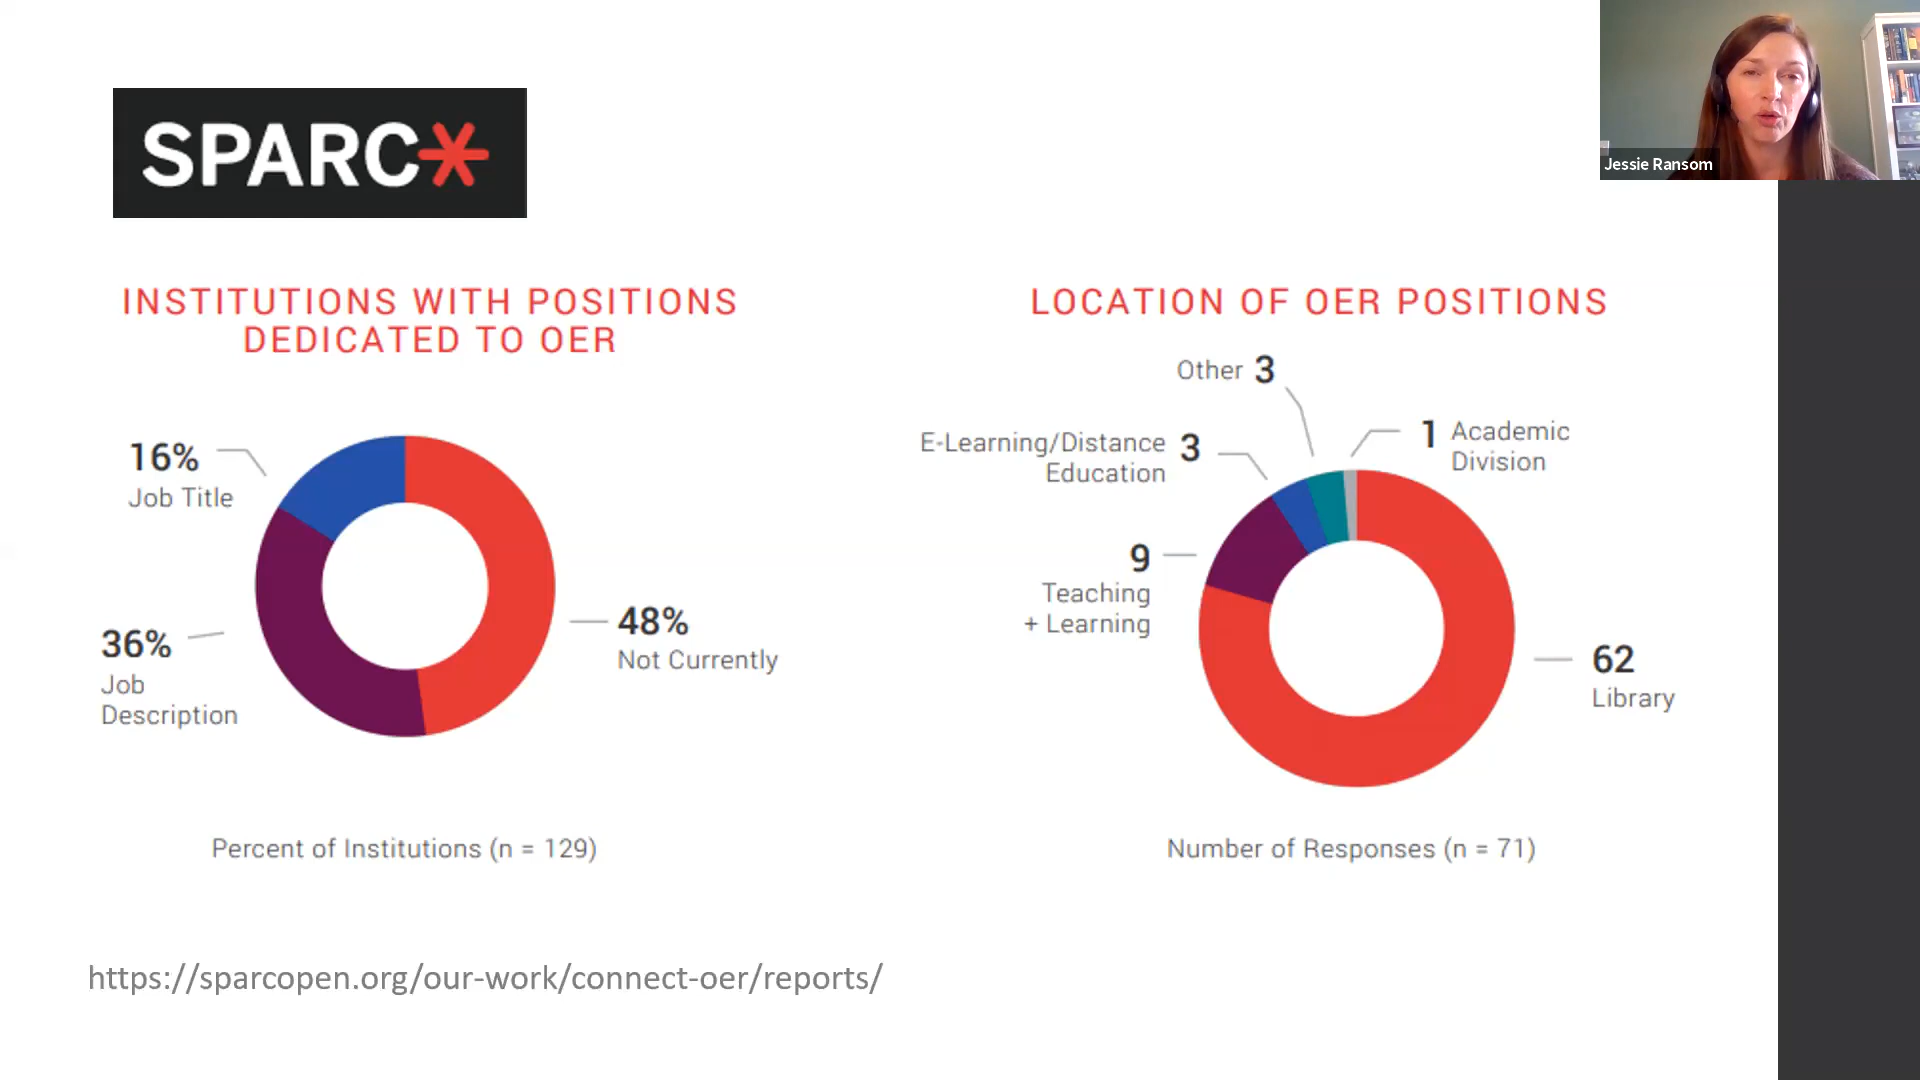 SPARC*
Jessie Ransom
INSTITUTIONS WITH POSITIONS
DEDICATED TO OER
16%
Job Title
36%
Job
Description
48%
Not Currently
Percent of Institutions (n = 129)
LOCATION OF OER POSITIONS
Other 3
E-Learning/Distance 3
Education
1 Academic
Division
9
Teaching
+ Learning
62
Library
Number of Responses (n = 71)
https://sparcopen.org/our-work/connect-oer/reports/